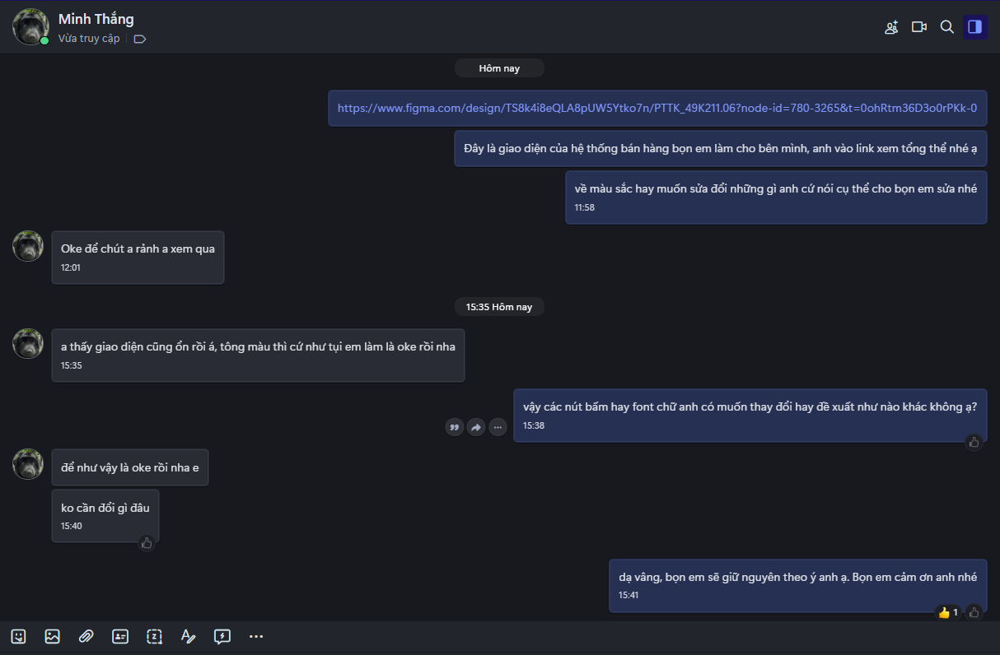 Minh Thắng
Vừa truy cập
Hôm nay
https://www.figma.com/design/TS8k4i8eQLA8pUW5Ytko7n/PTTK_49K211.06?node-id=780-3265&t=0ohRtm36D3o0rPKk-0
Đây là giao diện của hệ thống bán hàng bọn em làm cho bên mình, anh vào link xem tổng thể nhé ạ
về màu sắc hay muốn sửa đổi những gì anh cứ nói cụ thể cho bọn em sửa nhé
11:58
Oke để chút a rảnh a xem qua
12:01
15:35 Hôm nay
a thấy giao diện cũng ổn rồi á, tông màu thì cứ như tụi em làm là oke rồi nha
15:35
vậy các nút bấm hay font chữ anh có muốn thay đổi hay đề xuất như nào khác không ạ?
15:38
để như vậy là oke rồi nha e
ko cần đổi gì đâu
15:40
dạ vâng, bọn em sẽ giữ nguyên theo ý anh ạ. Bọn em cảm ơn anh nhé
15:41
1